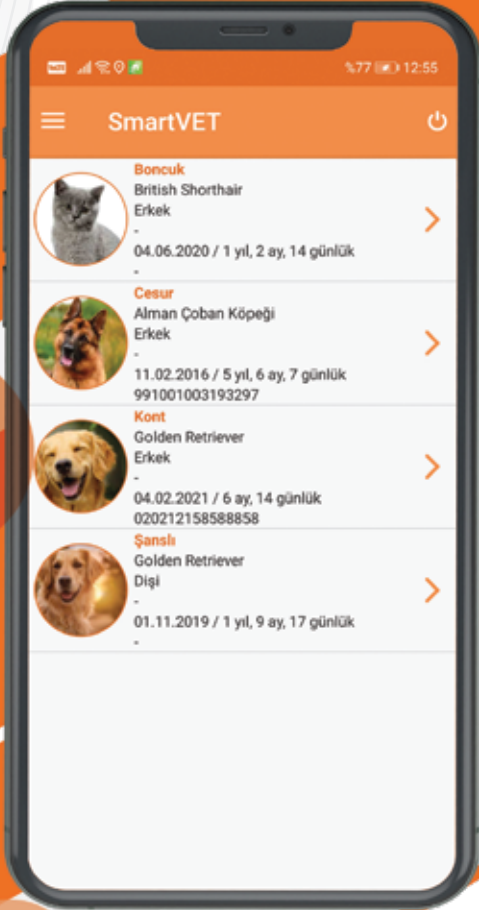 %77 12:55
SmartVET
Boncuk
British Shorthair
Erkek
-
04.06.2020 / 1 yıl, 2 ay, 14 günlük
-
Cesur
Alman Çoban Köpeği
Erkek
-
11.02.2016 / 5 yıl, 6 ay, 7 günlük
991001003193297
Kont
Golden Retriever
Erkek
-
04.02.2021 / 6 ay, 14 günlük
020212158588858
Şanslı
Golden Retriever
Dişi
-
01.11.2019 / 1 yıl, 9 ay, 17 günlük
-